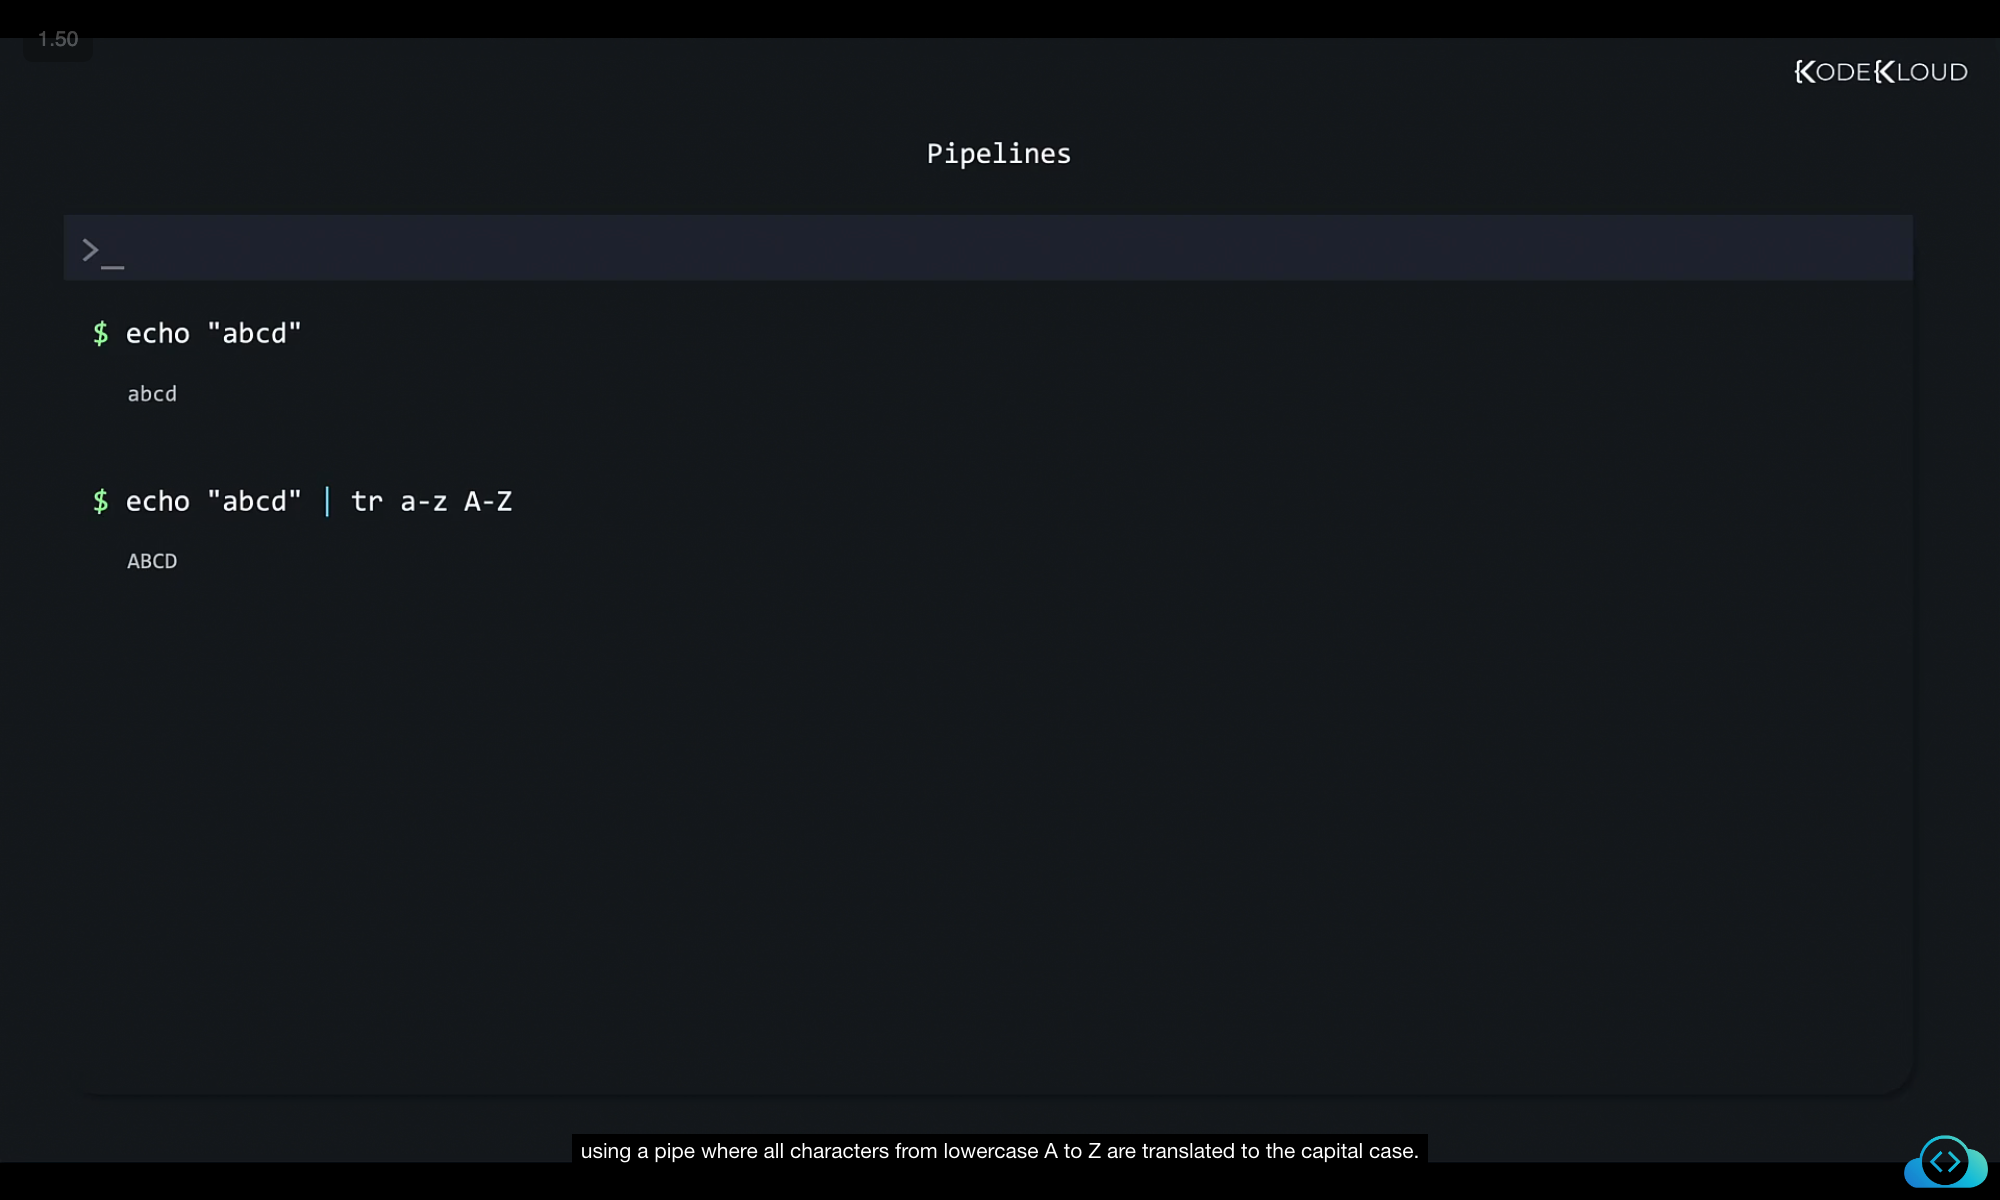 1.50
KODEKLOUD
Pipelines
>_
$ echo "abcd"
abcd
$ echo "abcd" | tr a-z A-Z
ABCD
using a pipe where all characters from lowercase A to Z are translated to the capital case.